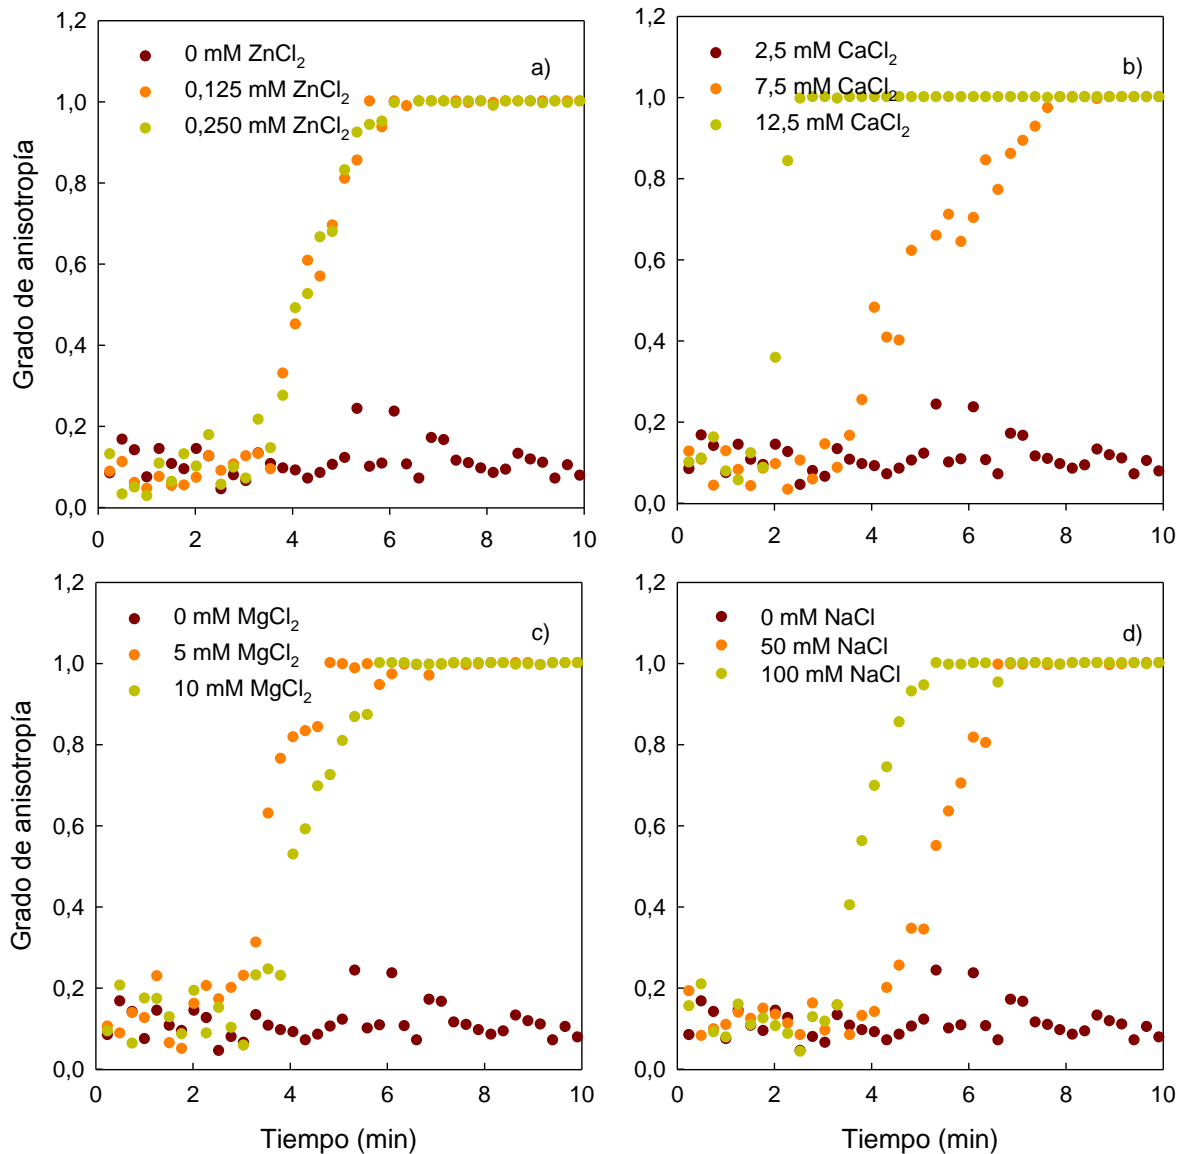 1,2
0 mM ZnCl2
0,125 mM ZnCl2
0,250 mM ZnCl2
a)
1,0
0,8
0,6
0,4
0,2
0,0
0 2 4 6 8 10
Grado de anisotropía
1,2
2,5 mM CaCl2
7,5 mM CaCl2
12,5 mM CaCl2
b)
1,0
0,8
0,6
0,4
0,2
0,0
0 2 4 6 8 10
1,2
0 mM MgCl2
5 mM MgCl2
10 mM MgCl2
c)
1,0
0,8
0,6
0,4
0,2
0,0
0 2 4 6 8 10
Grado de anisotropía
Tiempo (min)
1,2
0 mM NaCl
50 mM NaCl
100 mM NaCl
d)
1,0
0,8
0,6
0,4
0,2
0,0
0 2 4 6 8 10
Tiempo (min)